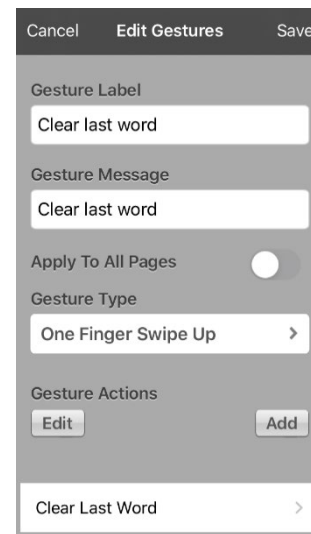 Cancel Edit Gestures Save
Gesture Label
Clear last word
Gesture Message
Clear last word
Apply To All Pages
Gesture Type
One Finger Swipe Up
Gesture Actions
Edit Add
Clear Last Word